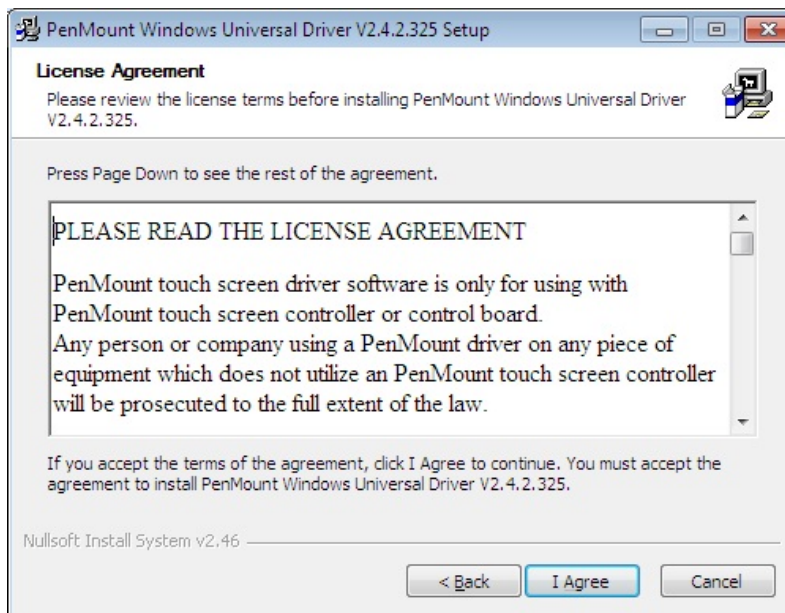 PenMount Windows Universal Driver V2.4.2.325 Setup
License Agreement
Please review the license terms before installing PenMount Windows Universal Driver
V2.4.2.325.
Press Page Down to see the rest of the agreement.
PLEASE READ THE LICENSE AGREEMENT
PenMount touch screen driver software is only for using with
PenMount touch screen controller or control board.
Any person or company using a PenMount driver on any piece of
equipment which does not utilize an PenMount touch screen controller
will be prosecuted to the full extent of the law.
If you accept the terms of the agreement, click I Agree to continue. You must accept the
agreement to install PenMount Windows Universal Driver V2.4.2.325.
Nullsoft Install System v2.46
< Back
I Agree
Cancel